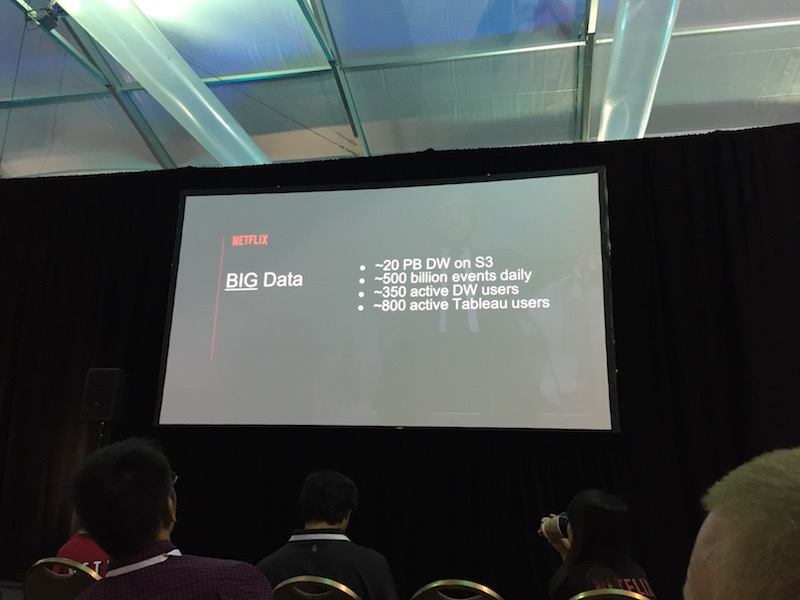 NETFLIX
BIG Data
● ~20 PB DW on S3
● ~500 billion events daily
● ~350 active DW users
● ~800 active Tableau users